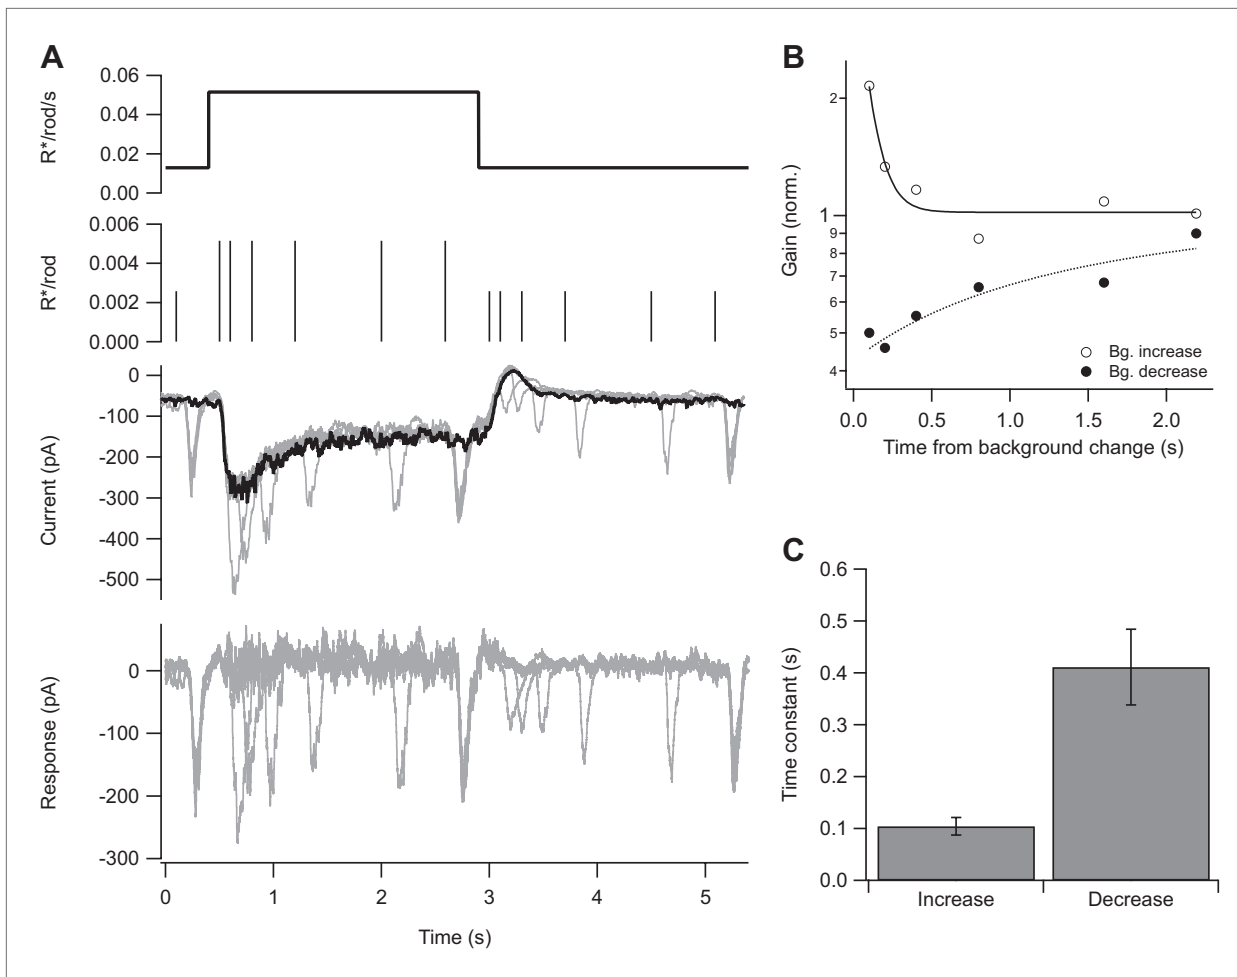 A
R*/rod/s
0.06
0.04
0.02
0.00
R*/rod
0.006
0.004
0.002
0.000
Current (pA)
0
-100
-200
-300
-400
-500
Response (pA)
0
-100
-200
-300
0 1 2 3 4 5
Time (s)
B
Gain (norm.)
2
1
9
8
7
6
5
4
Bg. increase
Bg. decrease
0.0 0.5 1.0 1.5 2.0
Time from background change (s)
C
Time constant (s)
0.6
0.5
0.4
0.3
0.2
0.1
0.0
Increase Decrease